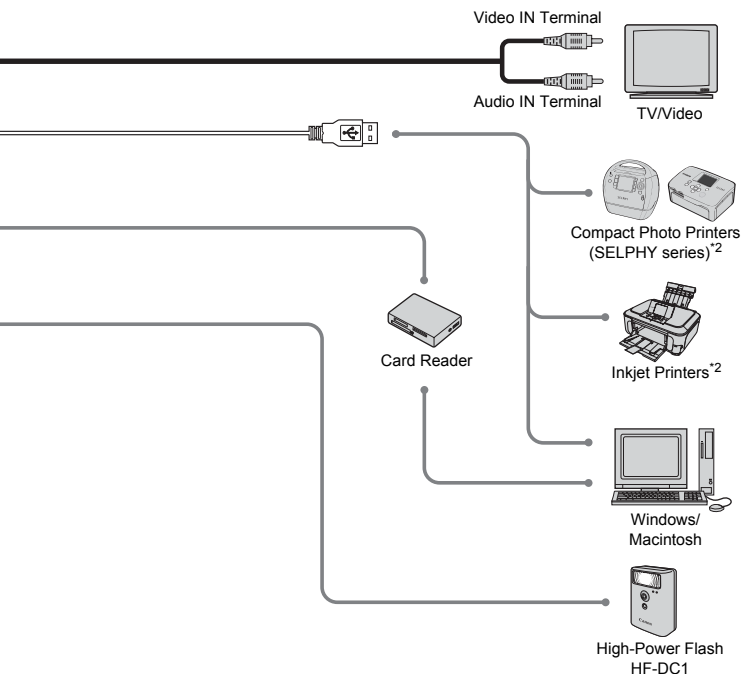 Video IN Terminal
Audio IN Terminal
TV/Video
Compact Photo Printers
(SELPHY series)*2
Inkjet Printers*2
Card Reader
Windows/
Macintosh
Canon
High-Power Flash
HF-DC1